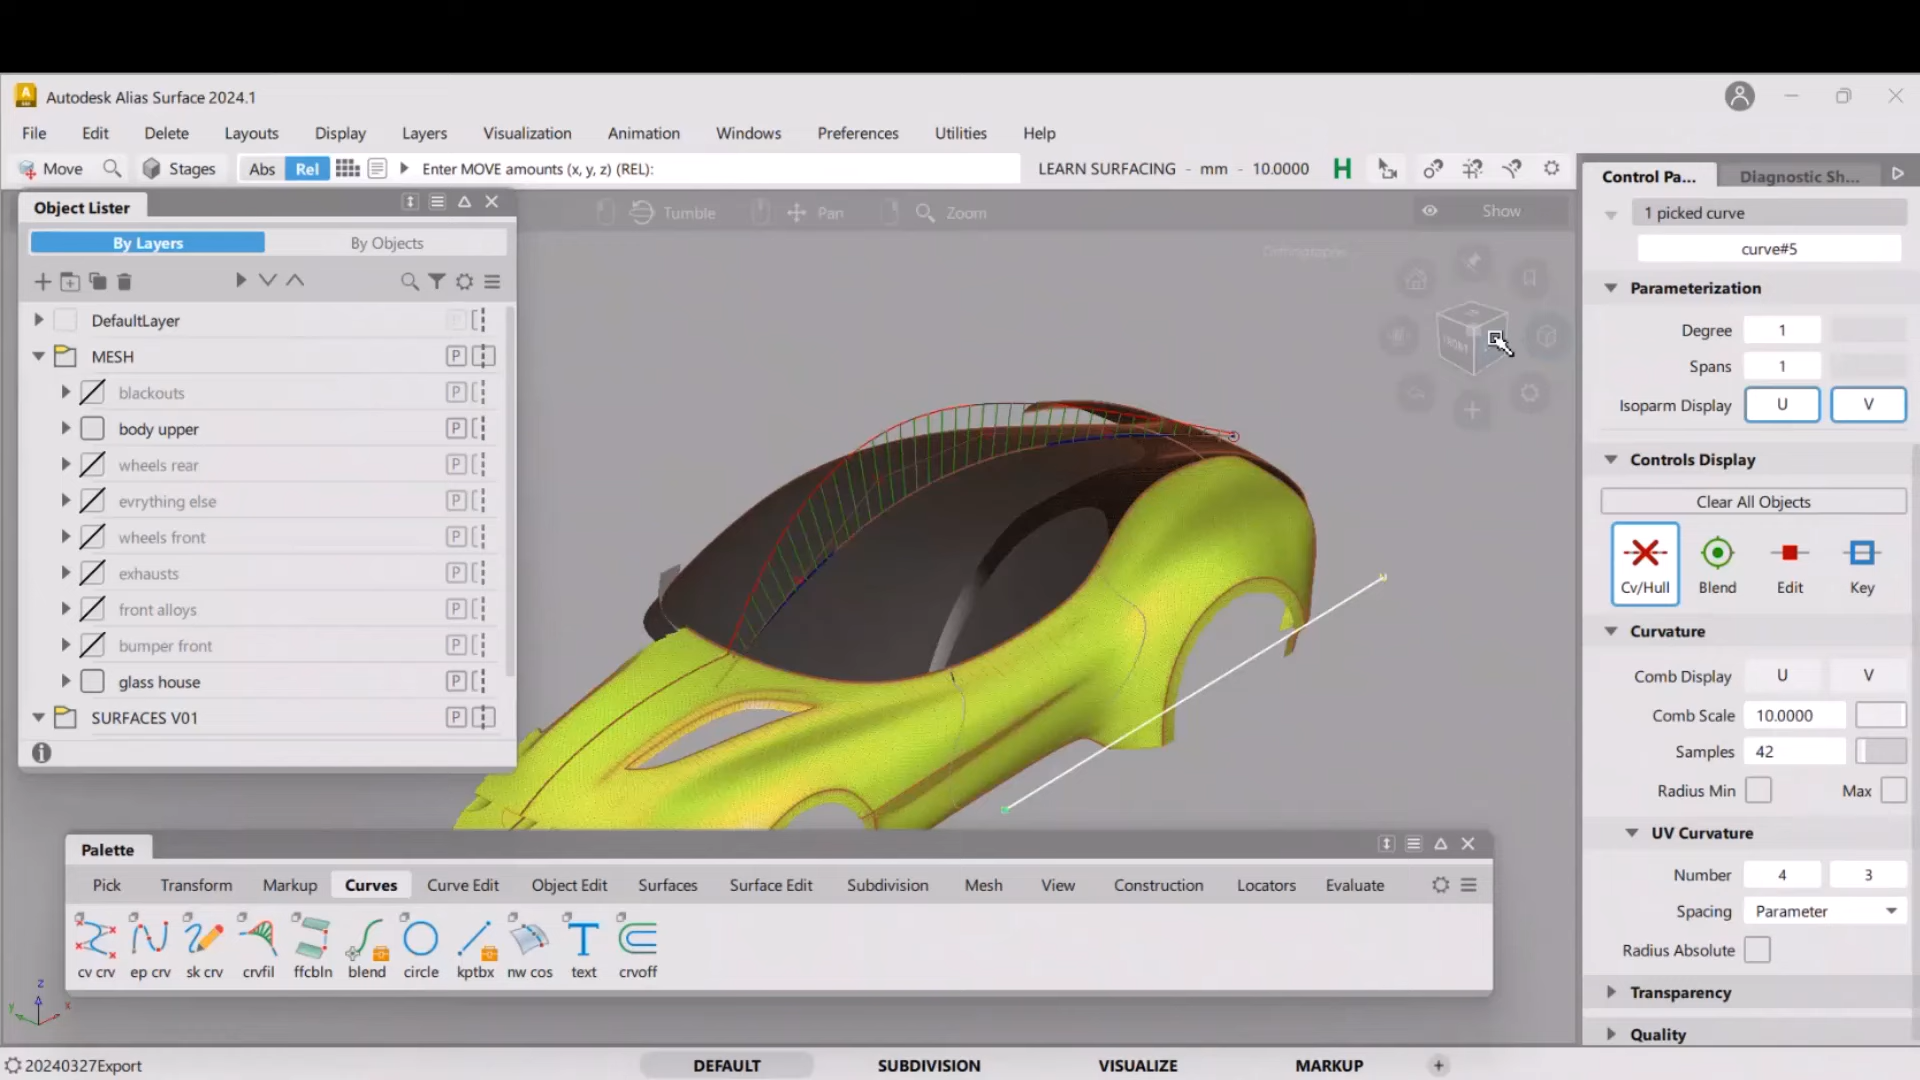 Autodesk Alias Surface 2024.1
File Edit Delete Layouts Display Layers Visualization Animation Windows Preferences Utilities Help
Move Stages Abs Rel Enter MOVE amounts (x, y, z) (REL): LEARN SURFACING - mm - 10.0000 H
Object Lister
By Layers By Objects
DefaultLayer
MESH P
blackouts P
body upper P
wheels rear P
evrything else P
wheels front P
exhausts P
front alloys P
bumper front P
glass house P
SURFACES V01 P
Tumble Pan Zoom Show
FRONT
Control Pa... Diagnostic Sh...
1 picked curve
curve#5
Parameterization
Degree 1
Spans 1
Isoparm Display U V
Controls Display
Clear All Objects
Cv/Hull Blend Edit Key
Curvature
Comb Display U V
Comb Scale 10.0000
Samples 42
Radius Min Max
UV Curvature
Number 4 3
Spacing Parameter
Radius Absolute
Transparency
Quality
Palette
Pick Transform Markup Curves Curve Edit Object Edit Surfaces Surface Edit Subdivision Mesh View Construction Locators Evaluate
cv crv ep crv sk crv crvfil ffcbln blend circle kptbx nw cos text crvoff
z
y x
20240327Export
DEFAULT SUBDIVISION VISUALIZE MARKUP +